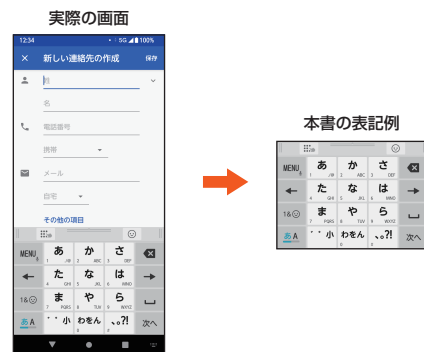 実際の画面
12:34 5G 100%
× 新しい連絡先の作成 保存
姓
名
電話番号
携帯
メール
自宅
その他の項目
MENU あ か さ
た な は
1& ま や ら
あA 小 わをん 、。?! 次へ
本書の表記例
MENU あ か さ
た な は
1& ま や ら
あA 小 わをん 、。?! 次へ